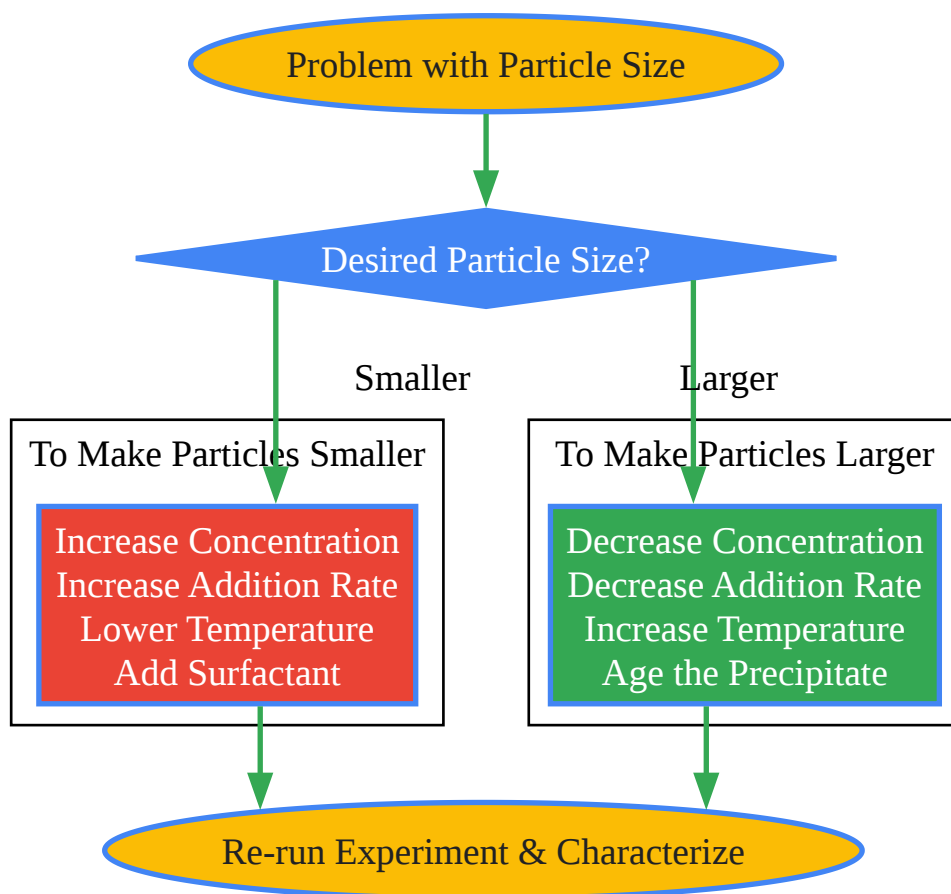 Problem with Particle Size
Desired Particle Size?
Smaller
Larger
To Make Particles Smaller
Increase Concentration
Increase Addition Rate
Lower Temperature
Add Surfactant
To Make Particles Larger
Decrease Concentration
Decrease Addition Rate
Increase Temperature
Age the Precipitate
Re-run Experiment & Characterize